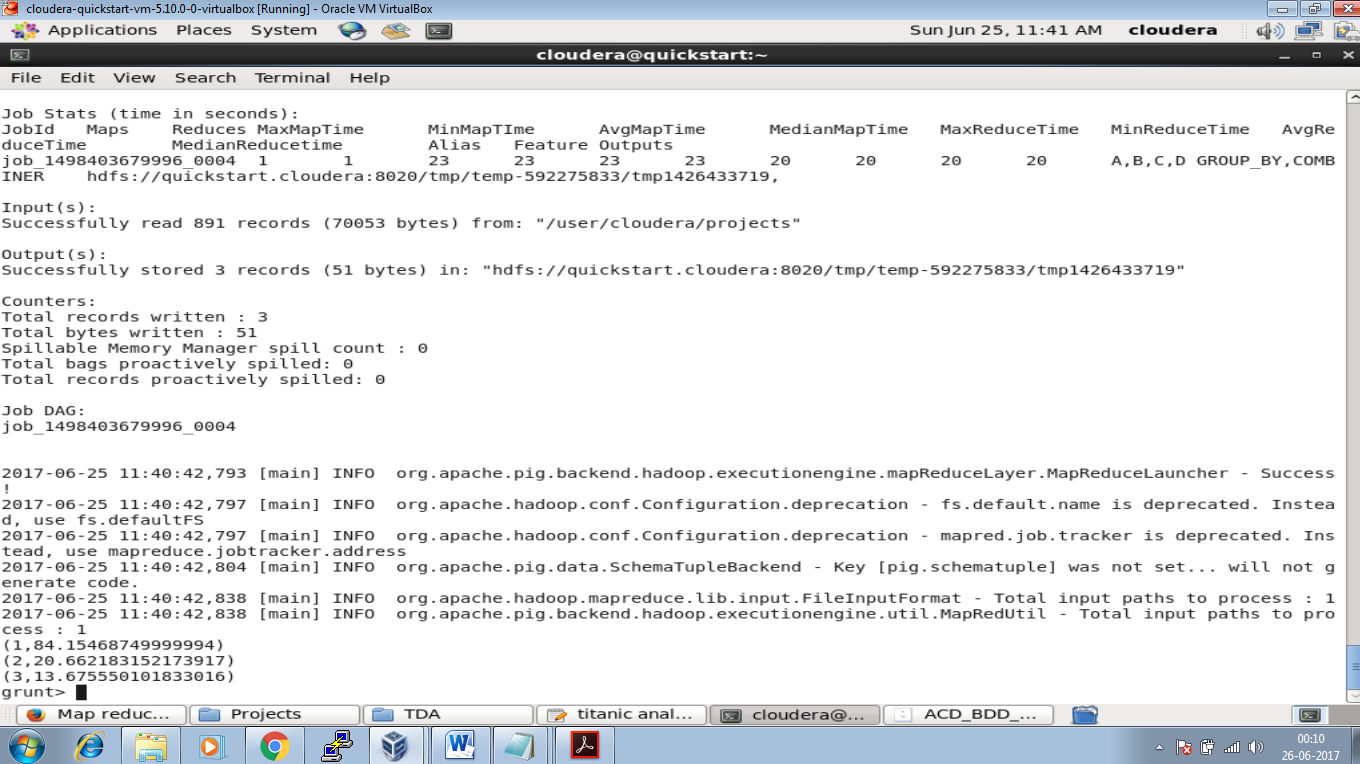 cloudera-quickstart-vm-5.10.0-0-virtualbox [Running] - Oracle VM VirtualBox
Applications Places System Sun Jun 25, 11:41 AM cloudera
cloudera@quickstart:~
File Edit View Search Terminal Help
Job Stats (time in seconds):
JobId Maps Reduces MaxMapTime MinMapTIme AvgMapTime MedianMapTime MaxReduceTime MinReduceTime AvgRe
duceTime MedianReducetime Alias Feature Outputs
job_1498403679996_0004 1 1 23 23 23 23 20 20 20 20 A,B,C,D GROUP_BY,COMB
INER hdfs://quickstart.cloudera:8020/tmp/temp-592275833/tmp1426433719,
Input(s):
Successfully read 891 records (70053 bytes) from: "/user/cloudera/projects"
Output(s):
Successfully stored 3 records (51 bytes) in: "hdfs://quickstart.cloudera:8020/tmp/temp-592275833/tmp1426433719"
Counters:
Total records written : 3
Total bytes written : 51
Spillable Memory Manager spill count : 0
Total bags proactively spilled: 0
Total records proactively spilled: 0
Job DAG:
job_1498403679996_0004
2017-06-25 11:40:42,793 [main] INFO org.apache.pig.backend.hadoop.executionengine.mapReduceLayer.MapReduceLauncher - Success
!
2017-06-25 11:40:42,797 [main] INFO org.apache.hadoop.conf.Configuration.deprecation - fs.default.name is deprecated. Instea
d, use fs.defaultFS
2017-06-25 11:40:42,797 [main] INFO org.apache.hadoop.conf.Configuration.deprecation - mapred.job.tracker is deprecated. Ins
tead, use mapreduce.jobtracker.address
2017-06-25 11:40:42,804 [main] INFO org.apache.pig.data.SchemaTupleBackend - Key [pig.schematuple] was not set... will not g
enerate code.
2017-06-25 11:40:42,838 [main] INFO org.apache.hadoop.mapreduce.lib.input.FileInputFormat - Total input paths to process : 1
2017-06-25 11:40:42,838 [main] INFO org.apache.pig.backend.hadoop.executionengine.util.MapRedUtil - Total input paths to pro
cess : 1
(1,84.15468749999994)
(2,20.662183152173917)
(3,13.675550101833016)
grunt>
Map reduc... Projects TDA titanic anal... cloudera@... ACD_BDD_...
00:10
26-06-2017